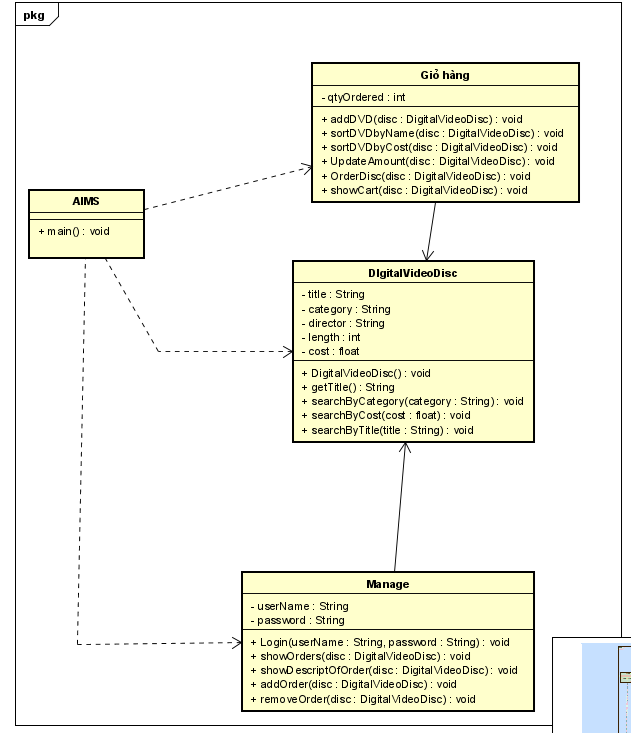 pkg
Giỏ hàng
- qtyOrdered : int
+ addDVD(disc : DigitalVideoDisc) : void
+ sortDVDbyName(disc : DigitalVideoDisc) : void
+ sortDVDbyCost(disc : DigitalVideoDisc) : void
+ UpdateAmount(disc : DigitalVideoDisc) : void
+ OrderDisc(disc : DigitalVideoDisc) : void
+ showCart(disc : DigitalVideoDisc) : void
AIMS
+ main() : void
DIgitalVideoDisc
- title : String
- category : String
- director : String
- length : int
- cost : float
+ DigitalVideoDisc() : void
+ getTitle() : String
+ searchByCategory(category : String) : void
+ searchByCost(cost : float) : void
+ searchByTitle(title : String) : void
Manage
- userName : String
- password : String
+ Login(userName : String, password : String) : void
+ showOrders(disc : DigitalVideoDisc) : void
+ showDescriptOfOrder(disc : DigitalVideoDisc) : void
+ addOrder(disc : DigitalVideoDisc) : void
+ removeOrder(disc : DigitalVideoDisc) : void